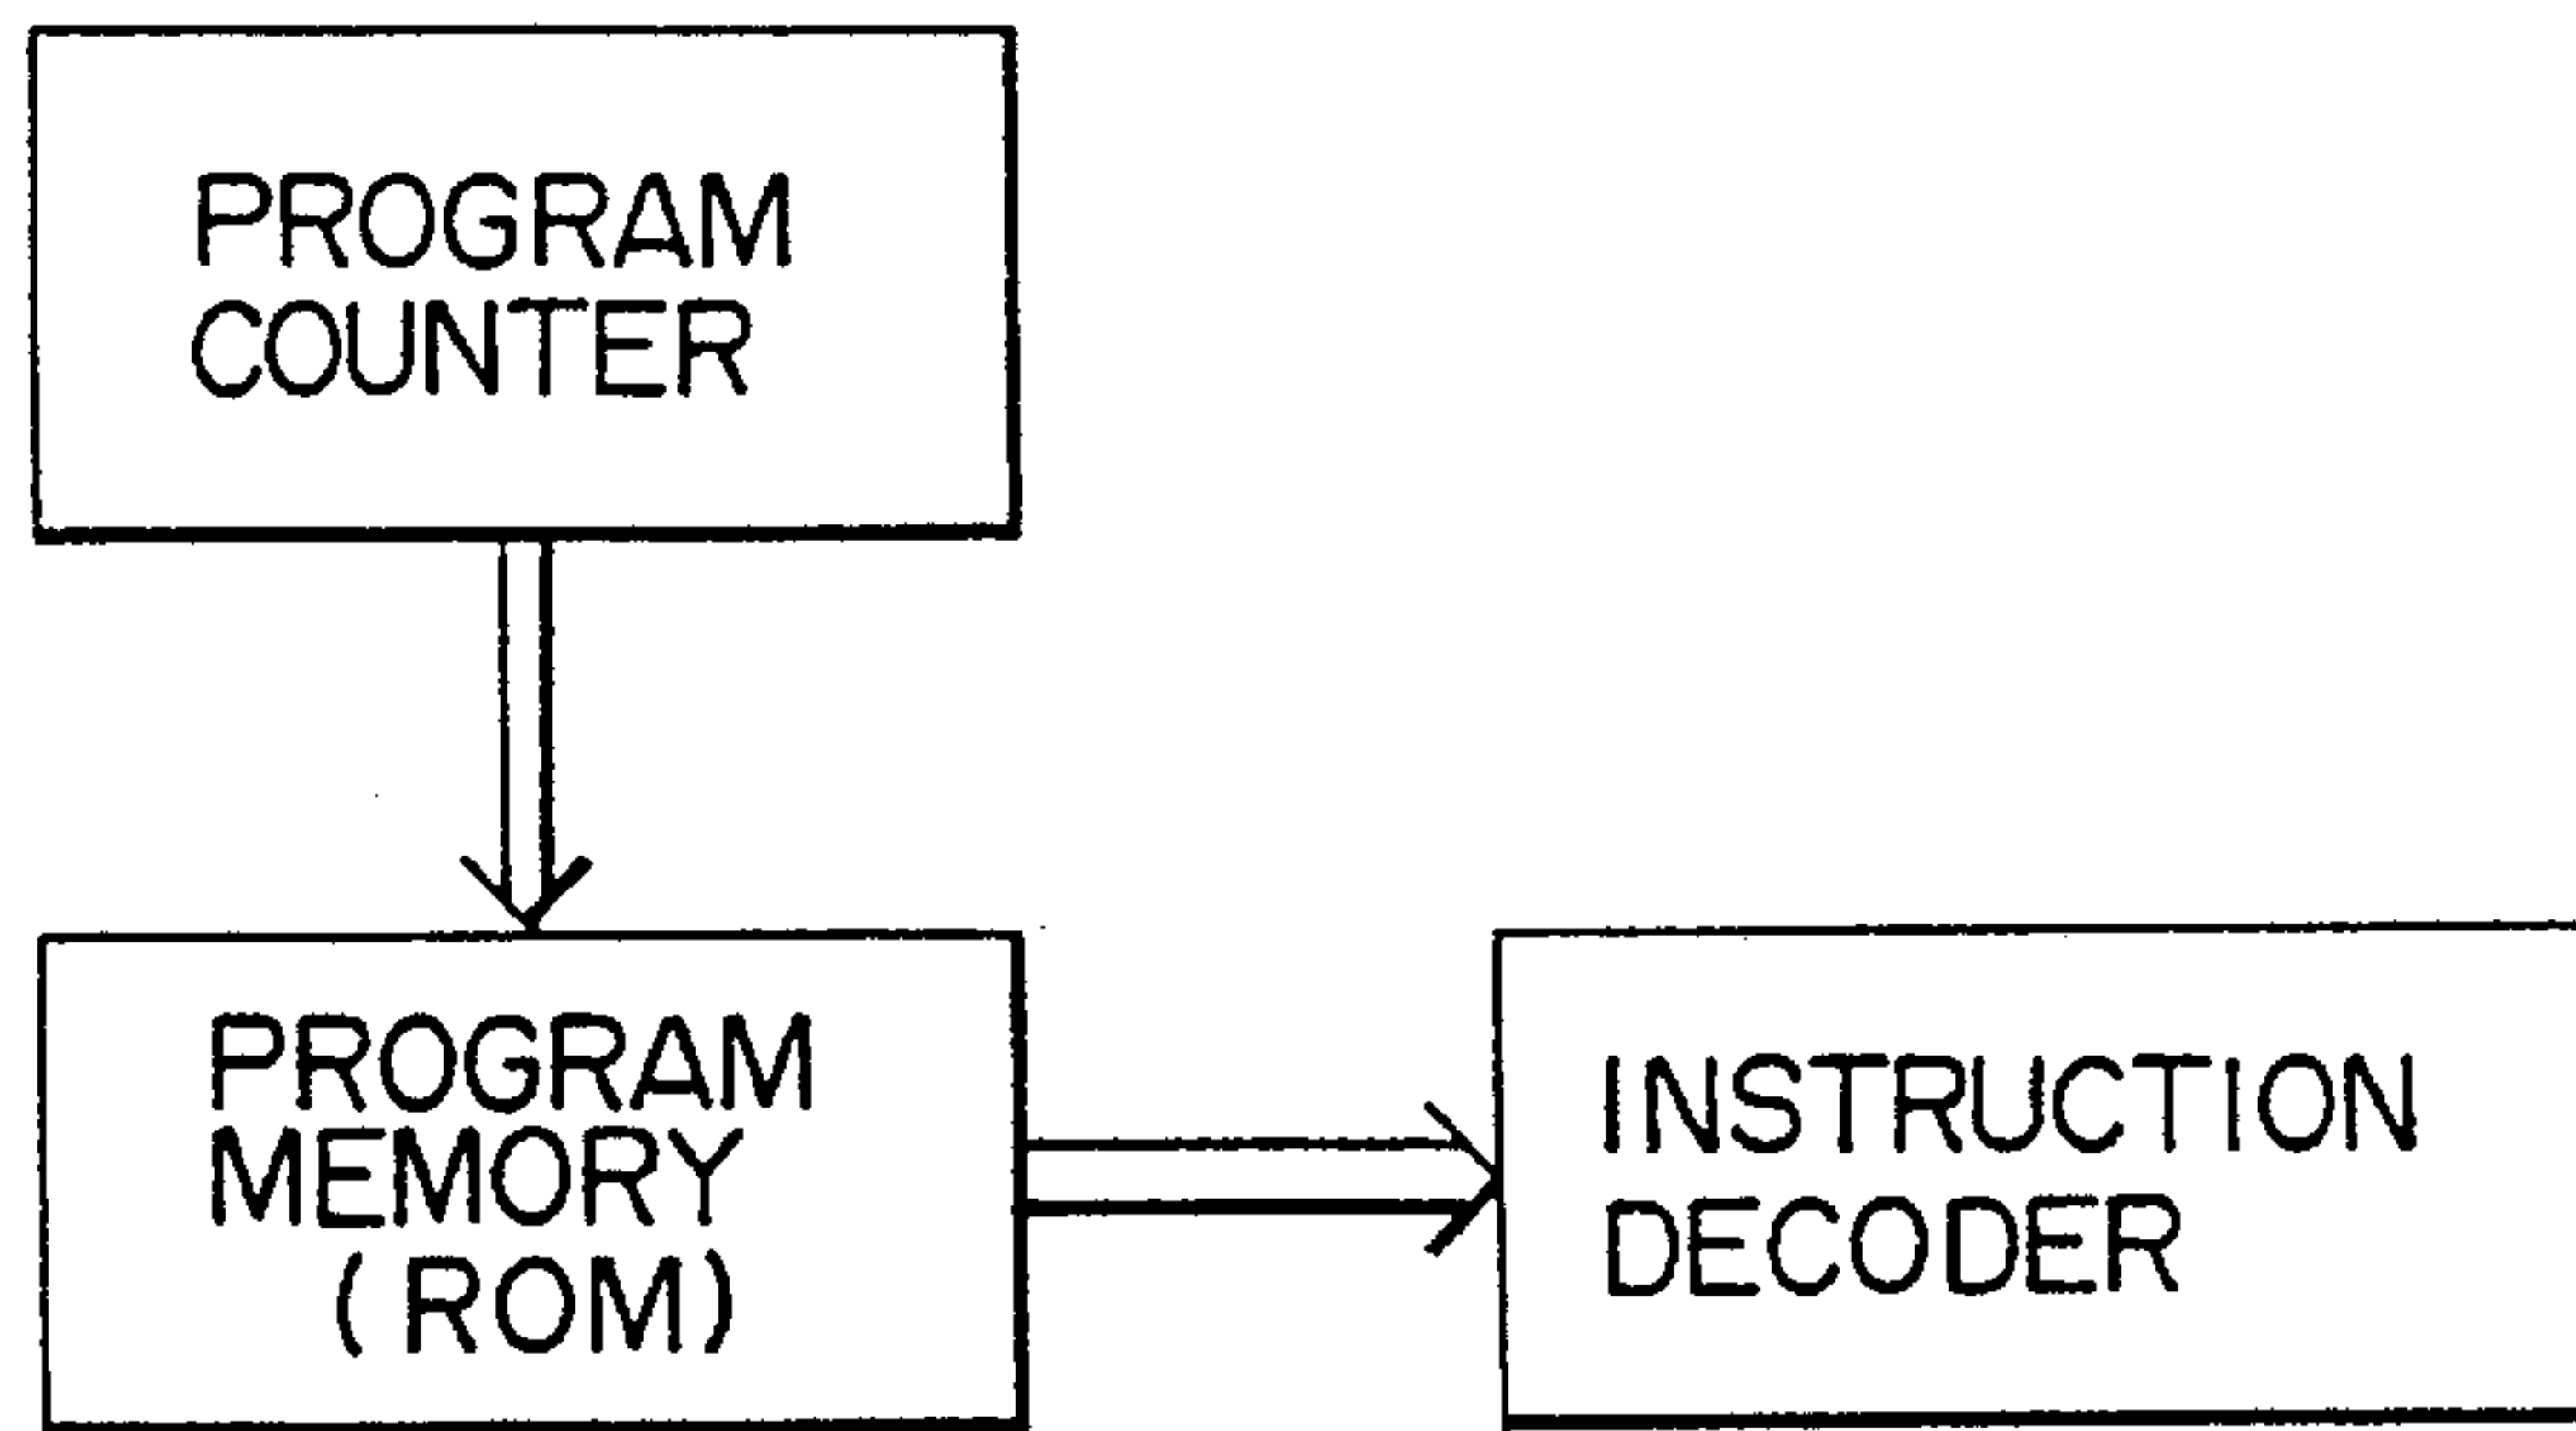 PROGRAM
COUNTER
PROGRAM
MEMORY
(ROM)
INSTRUCTION
DECODER